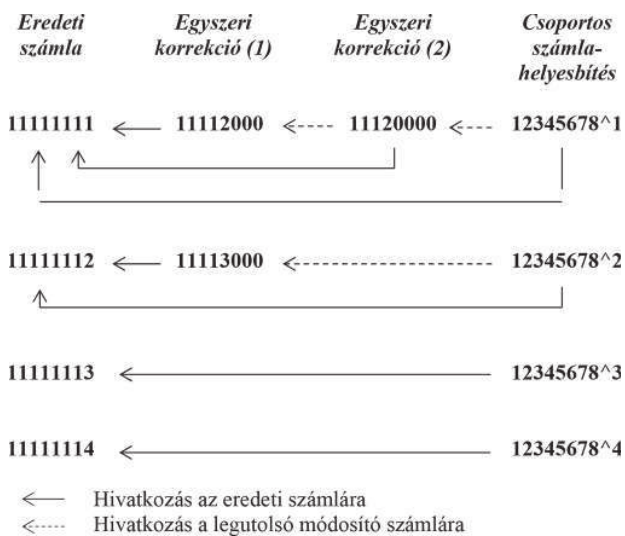 Eredeti Egyszeri Egyszeri Csoportos
számla korrekció (1) korrekció (2) számla-
helyesbítés
11111111 11112000 11120000 12345678^1
11111112 11113000 12345678^2
11111113 12345678^3
11111114 12345678^4
Hivatkozás az eredeti számlára
Hivatkozás a legutolsó módosító számlára